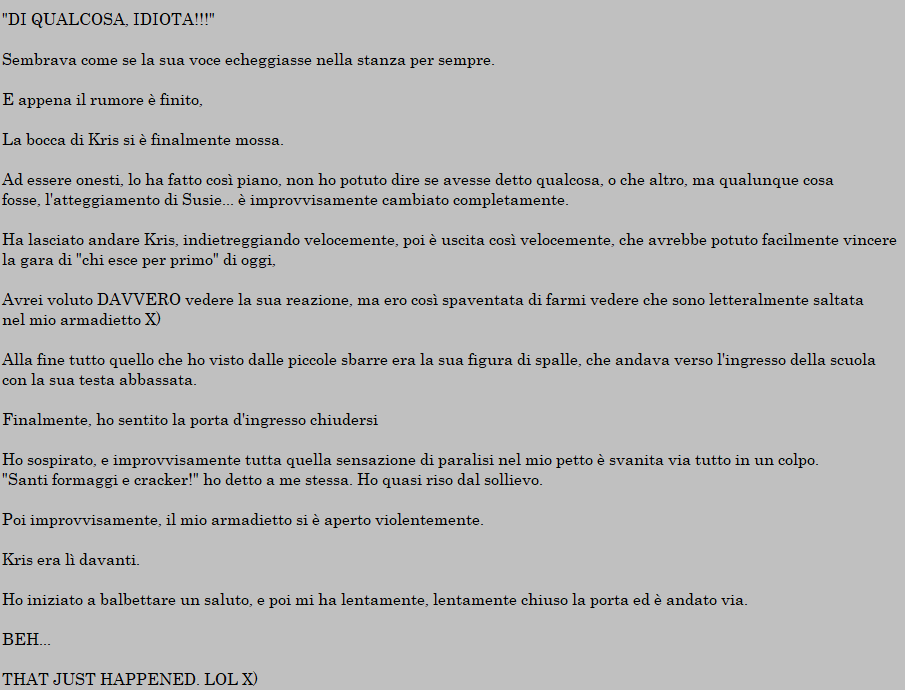 "DI QUALCOSA, IDIOTA!!!"
Sembrava come se la sua voce echeggiasse nella stanza per sempre.
E appena il rumore è finito,
La bocca di Kris si è finalmente mossa.
Ad essere onesti, lo ha fatto così piano, non ho potuto dire se avesse detto qualcosa, o che altro, ma qualunque cosa
fosse, l'atteggiamento di Susie... è improvvisamente cambiato completamente.
Ha lasciato andare Kris, indietreggiando velocemente, poi è uscita così velocemente, che avrebbe potuto facilmente vincere
la gara di "chi esce per primo" di oggi,
Avrei voluto DAVVERO vedere la sua reazione, ma ero così spaventata di farmi vedere che sono letteralmente saltata
nel mio armadietto X)
Alla fine tutto quello che ho visto dalle piccole sbarre era la sua figura di spalle, che andava verso l'ingresso della scuola
con la sua testa abbassata.
Finalmente, ho sentito la porta d'ingresso chiudersi
Ho sospirato, e improvvisamente tutta quella sensazione di paralisi nel mio petto è svanita via tutto in un colpo.
"Santi formaggi e cracker!" ho detto a me stessa. Ho quasi riso dal sollievo.
Poi improvvisamente, il mio armadietto si è aperto violentemente.
Kris era lì davanti.
Ho iniziato a balbettare un saluto, e poi mi ha lentamente, lentamente chiuso la porta ed è andato via.
BEH...
THAT JUST HAPPENED. LOL X)